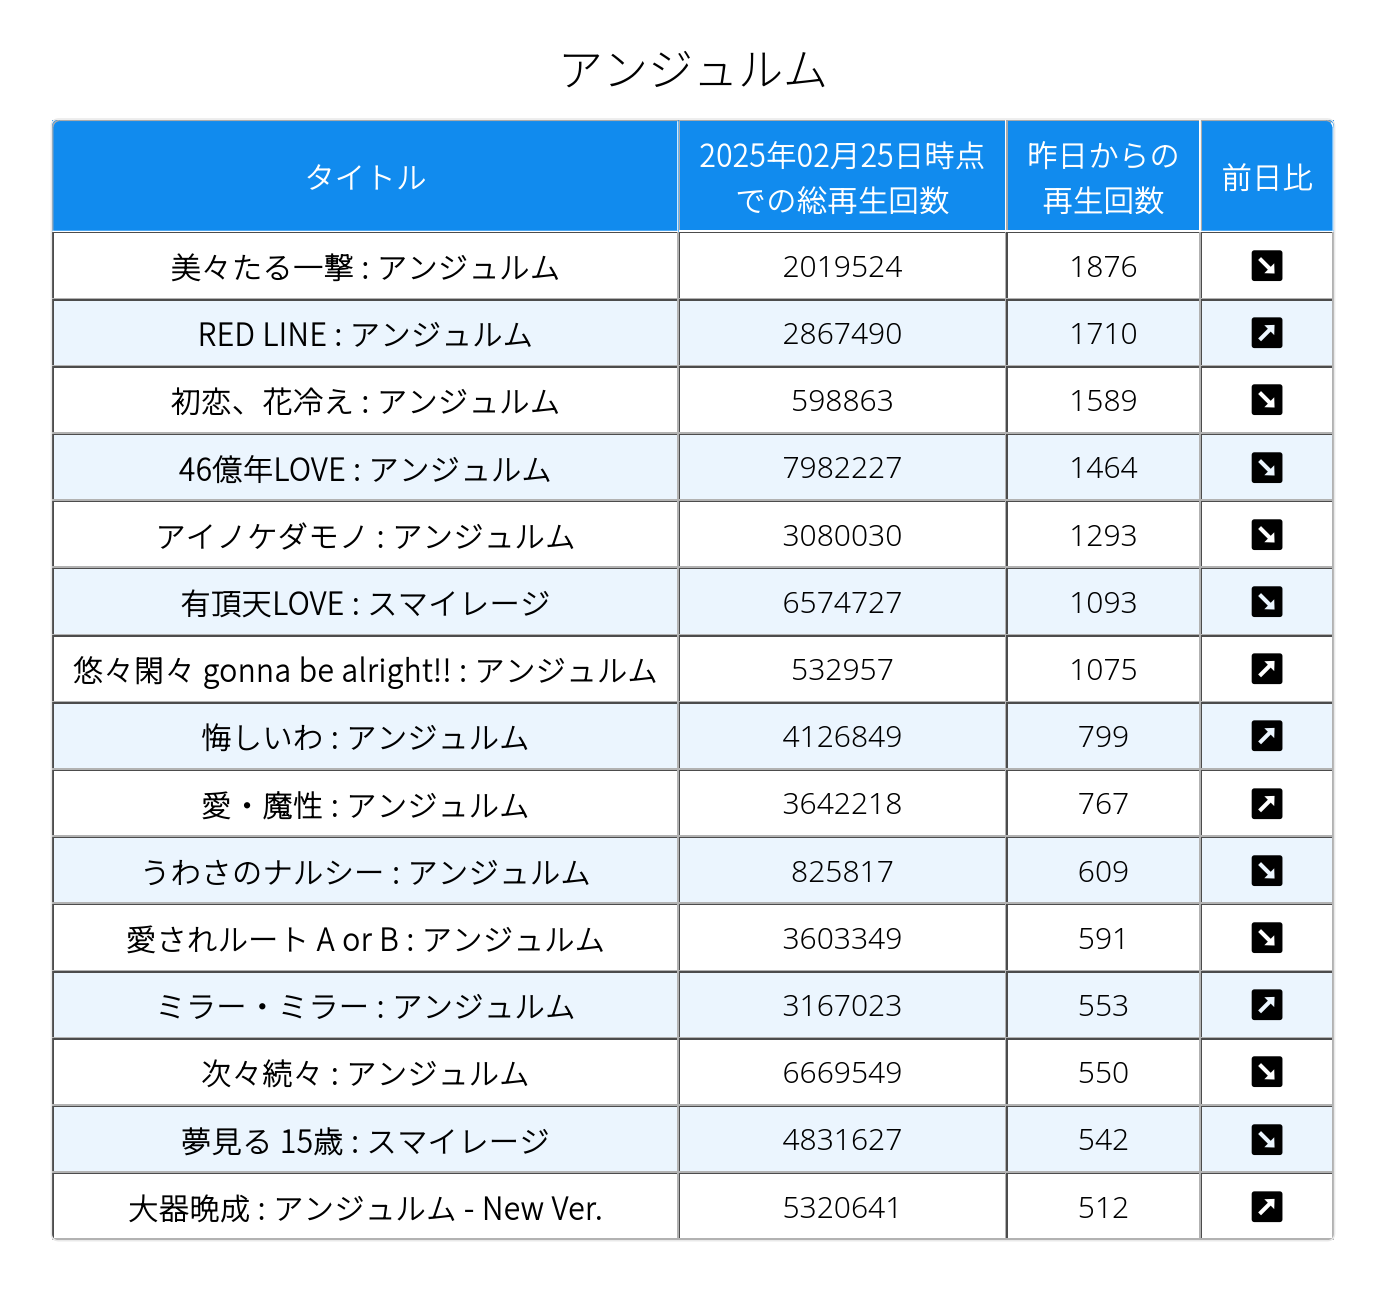 アンジュルム
タイトル 2025年02月25日時点での総再生回数 昨日からの再生回数 前日比
美々たる一撃 : アンジュルム 2019524 1876 ↘
RED LINE : アンジュルム 2867490 1710 ↗
初恋、花冷え : アンジュルム 598863 1589 ↘
46億年LOVE : アンジュルム 7982227 1464 ↘
アイノケダモノ : アンジュルム 3080030 1293 ↘
有頂天LOVE : スマイレージ 6574727 1093 ↘
悠々閑々 gonna be alright!! : アンジュルム 532957 1075 ↗
悔しいわ : アンジュルム 4126849 799 ↗
愛・魔性 : アンジュルム 3642218 767 ↗
うわさのナルシー : アンジュルム 825817 609 ↘
愛されルート A or B : アンジュルム 3603349 591 ↘
ミラー・ミラー : アンジュルム 3167023 553 ↗
次々続々 : アンジュルム 6669549 550 ↘
夢見る 15歳 : スマイレージ 4831627 542 ↘
大器晩成 : アンジュルム - New Ver. 5320641 512 ↗